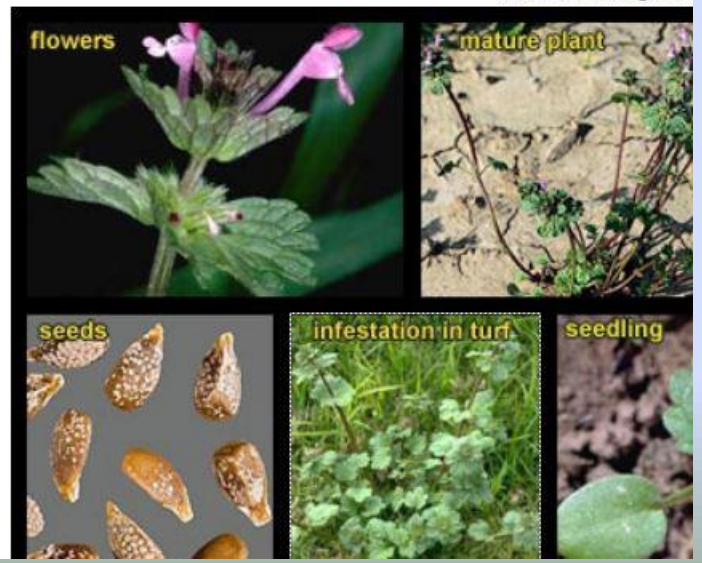 flowers
mature plant
seeds
infestation in turf
seedling